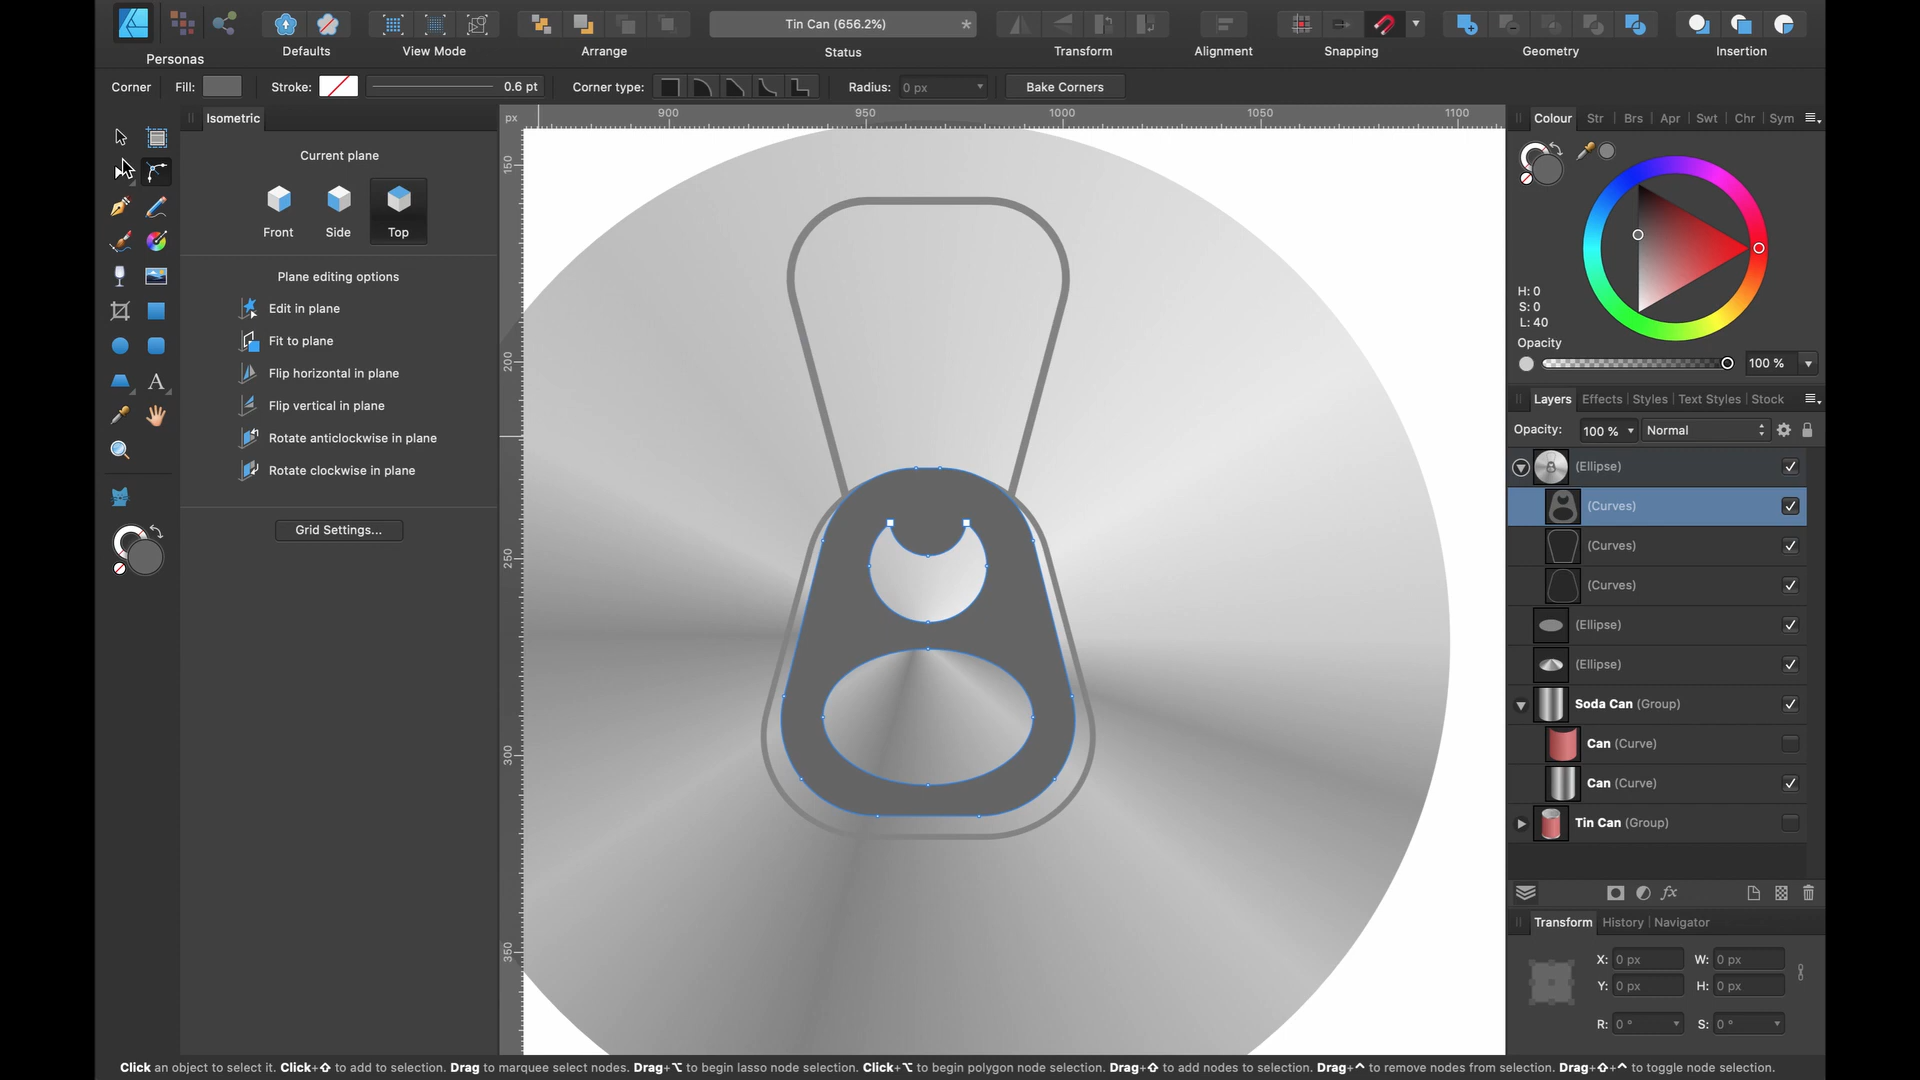 Tin Can (656.2%)
*
Personas
Defaults
View Mode
Arrange
Status
Transform
Alignment
Snapping
Geometry
Insertion
Corner
Fill:
Stroke:
0.6 pt
Corner type:
Radius:
0 px
Bake Corners
Isometric
px
900
950
1000
1050
1100
150
200
250
300
350
Current plane
Front
Side
Top
Plane editing options
Edit in plane
Fit to plane
Flip horizontal in plane
Flip vertical in plane
Rotate anticlockwise in plane
Rotate clockwise in plane
Grid Settings...
A
Colour
Str
Brs
Apr
Swt
Chr
Sym
H: 0
S: 0
L: 40
Opacity
100 %
Layers
Effects
Styles
Text Styles
Stock
Opacity:
100 %
Normal
(Ellipse)
(Curves)
(Curves)
(Curves)
(Ellipse)
(Ellipse)
Soda Can (Group)
Can (Curve)
Can (Curve)
Tin Can (Group)
fx
Transform
History
Navigator
X:
0 px
W:
0 px
Y:
0 px
H:
0 px
R:
0 °
S:
0 °
Click an object to select it. Click+⇧ to add to selection. Drag to marquee select nodes. Drag+⌥ to begin lasso node selection. Click+⌥ to begin polygon node selection. Drag+⇧ to add nodes to selection. Drag+⌃ to remove nodes from selection. Drag+⇧+⌃ to toggle node selection.